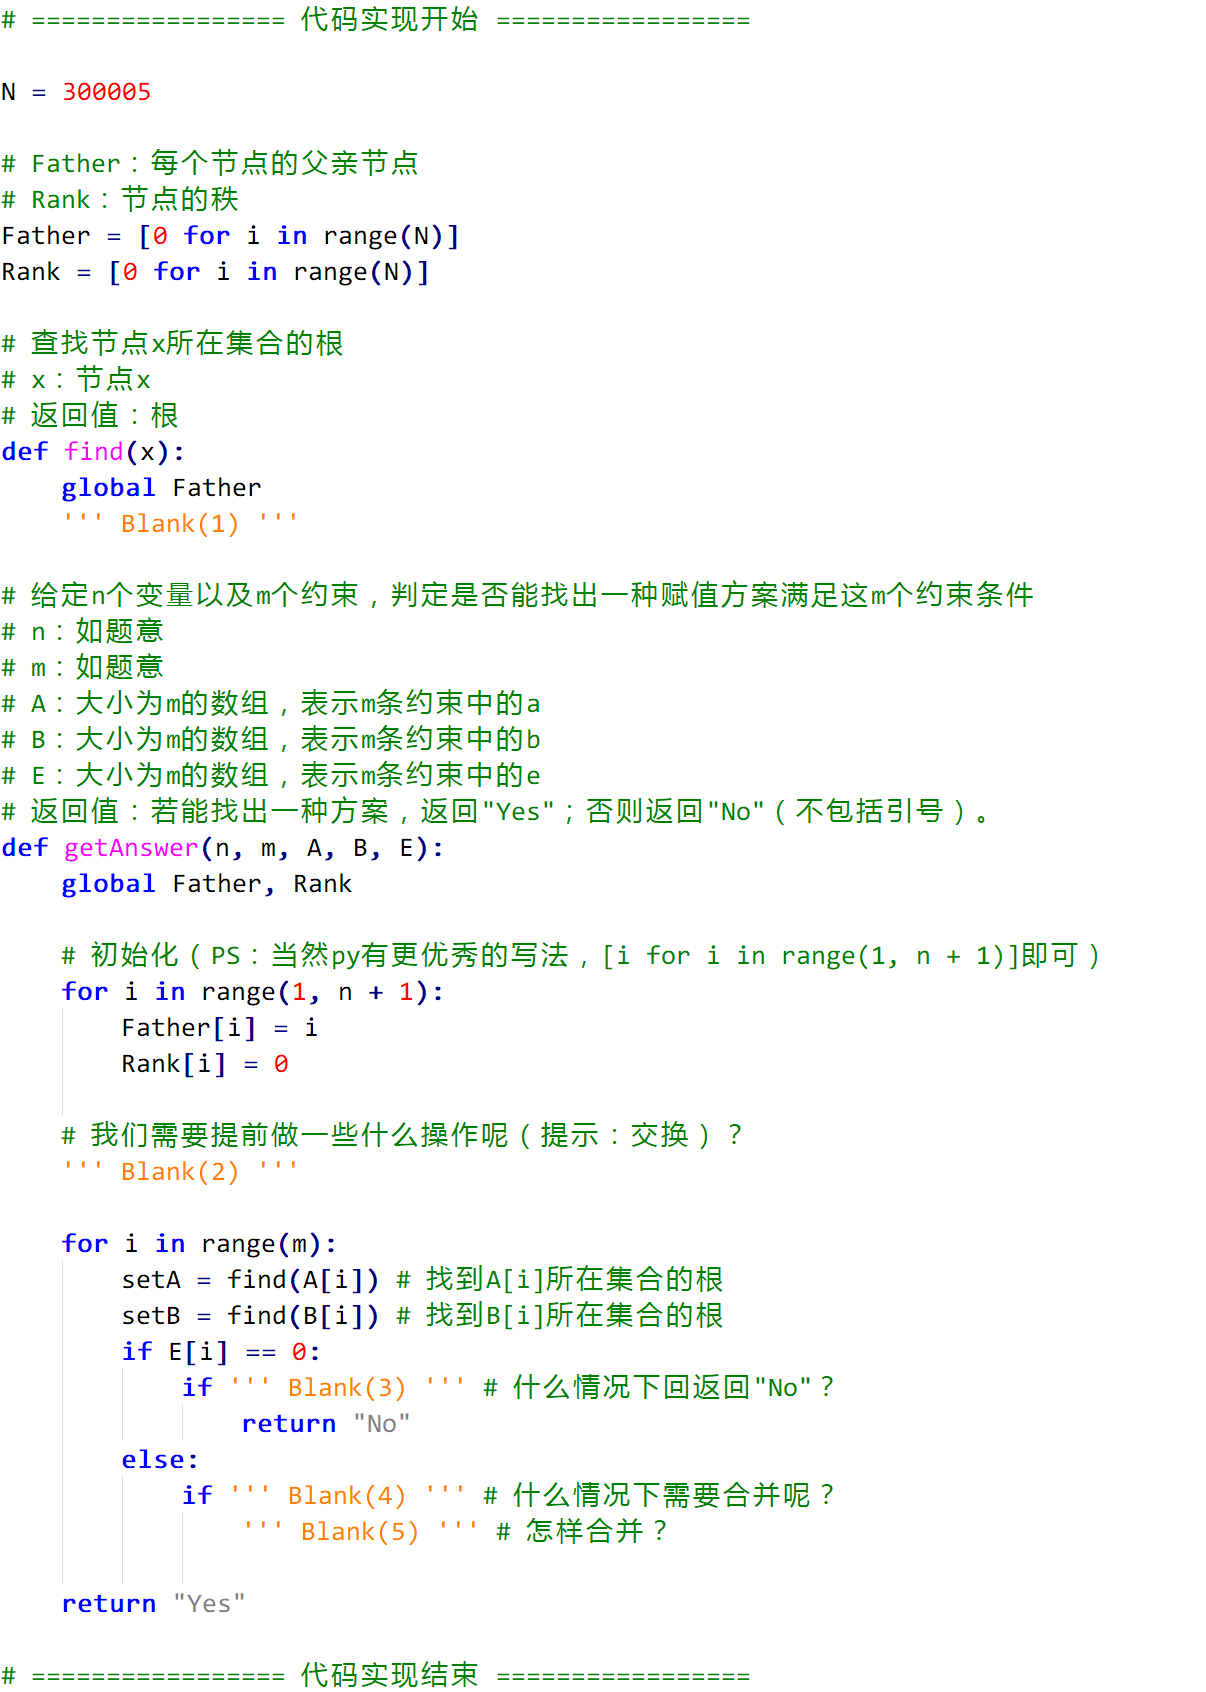 # ================= 代码实现开始 =================
N = 300005
# Father：每个节点的父亲节点
# Rank：节点的秩
Father = [0 for i in range(N)]
Rank = [0 for i in range(N)]
# 查找节点x所在集合的根
# x：节点x
# 返回值：根
def find(x):
    global Father
    ''' Blank(1) '''
# 给定n个变量以及m个约束，判定是否能找出一种赋值方案满足这m个约束条件
# n：如题意
# m：如题意
# A：大小为m的数组，表示m条约束中的a
# B：大小为m的数组，表示m条约束中的b
# E：大小为m的数组，表示m条约束中的e
# 返回值：若能找出一种方案，返回"Yes"；否则返回"No"（不包括引号）。
def getAnswer(n, m, A, B, E):
    global Father, Rank
    # 初始化（PS：当然py有更优秀的写法，[i for i in range(1, n + 1)]即可）
    for i in range(1, n + 1):
        Father[i] = i
        Rank[i] = 0
    # 我们需要提前做一些什么操作呢（提示：交换）？
    ''' Blank(2) '''
    for i in range(m):
        setA = find(A[i]) # 找到A[i]所在集合的根
        setB = find(B[i]) # 找到B[i]所在集合的根
        if E[i] == 0:
            if ''' Blank(3) ''' # 什么情况下回返回"No"？
                return "No"
        else:
            if ''' Blank(4) ''' # 什么情况下需要合并呢？
                ''' Blank(5) ''' # 怎样合并？
    return "Yes"
# ================= 代码实现结束 =================